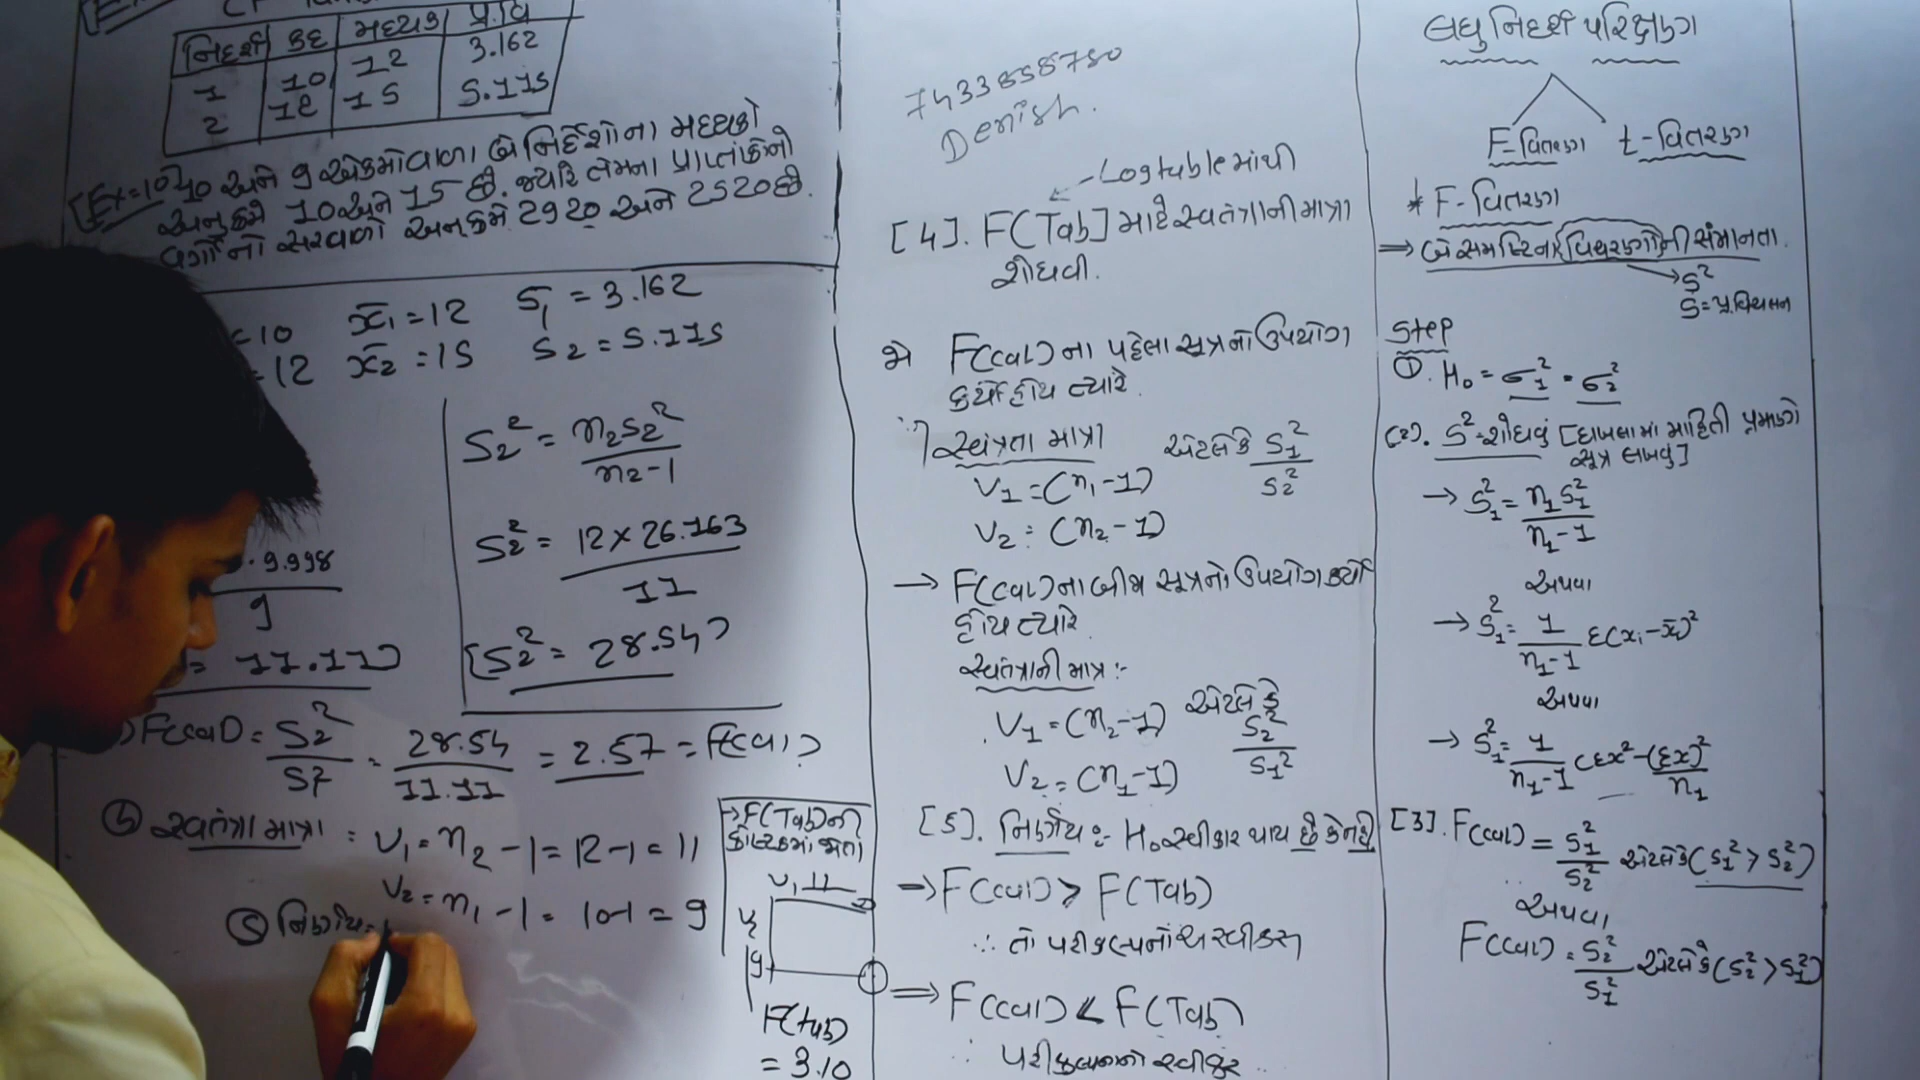 નિદર્શ કદ મધ્યક પ્ર.વિ
1 10 12 3.162
2 12 15 5.115
[Ex=10] 10 અને 9 એકમોવાળા બે નિર્દેશોના મધ્યકો
અનુક્રમે 10 અને 15 છે. જ્યારે તેમના પ્રાપ્તાંકોનો
વર્ગોનો સરવાળો અનુક્રમે 2920 અને 2520 છે.
=10 x̄₁=12 S₁ = 3.162
=12 x̄₂=15 S₂ = 5.115
S₂² = n₂s₂² / n₂-1
S₂² = 12 × 26.163 / 11
[S₂² = 28.54)
9.998 / 9
= 11.11)
F(cal) = S₂² / S₁² = 28.54 / 11.11 = 2.57 = F(cal)
④ સ્વતંત્રા માત્રા : V₁ = n₂ - 1 = 12-1 = 11
V₂ = n₁ - 1 = 10-1 = 9
⑤ નિર્ણય=
→ F(Tab)ની
કોષ્ટકમાં જોતા
V₁ 11
V₂
9
F(tab)
= 3.10
7433858780
Denish.
Logtableમાંથી
[4]. F(Tab] માટે સ્વતંત્રાની માત્રા
શોધવી.
જો F(cal) ના પહેલા સૂત્રનો ઉપયોગ
કર્યો હોય ત્યારે.
સ્વંત્રતા માત્રા એટલે કે S₁² / S₂²
V₁ = (n₁-1)
V₂ = (n₂-1)
→ F(cal) ના બીજા સૂત્રનો ઉપયોગ કર્યો
હોય ત્યારે.
સ્વતંત્રાની માત્ર :-
V₁ = (n₂-1) એટલે કે S₂² / S₁²
V₂ = (n₁-1)
[5]. નિર્ણય :- H₀ સ્વીકાર થાય છે કે નહી
→ F(cal) > F(Tab)
∴ તો પરીકલ્પનાનો અસ્વીકાર
⇒ F(cal) < F(Tab)
∴ પરીકલ્પનાનો સ્વીકાર
લઘુ નિદર્શ પરિક્ષણ
F-વિતરણ t-વિતરણ
* F-વિતરણ
⇒ બે સમષ્ટિના (વિચરણો)ની સંમાનતા.
S²
S = પ્ર.વિચલન
Step
①. H₀ = σ₁² = σ₂²
(2). S²-શોધવું [દાખલામાં માહિતી પ્રમાણે
સૂત્ર લખવું]
→ S₁² = n₁s₁² / n₁-1
અથવા
→ S₁² = 1 / n₁-1 Σ(xᵢ-x̄)²
અથવા
→ S₁² = 1 / n₁-1 (Σx² - (Σx)² / n₁
[3]. F(cal) = S₁² / S₂² એટલે કે (S₁² > S₂²)
અથવા
F(cal) = S₂² / S₁² એટલે કે (S₂² > S₁²)